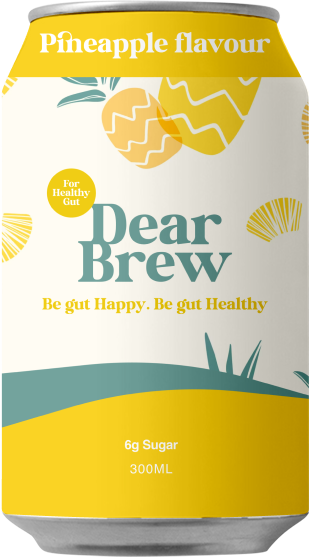 Pineapple flavour
For
Healthy
Gut
Dear
Brew
Be gut Happy. Be gut Healthy
6g Sugar
300ML